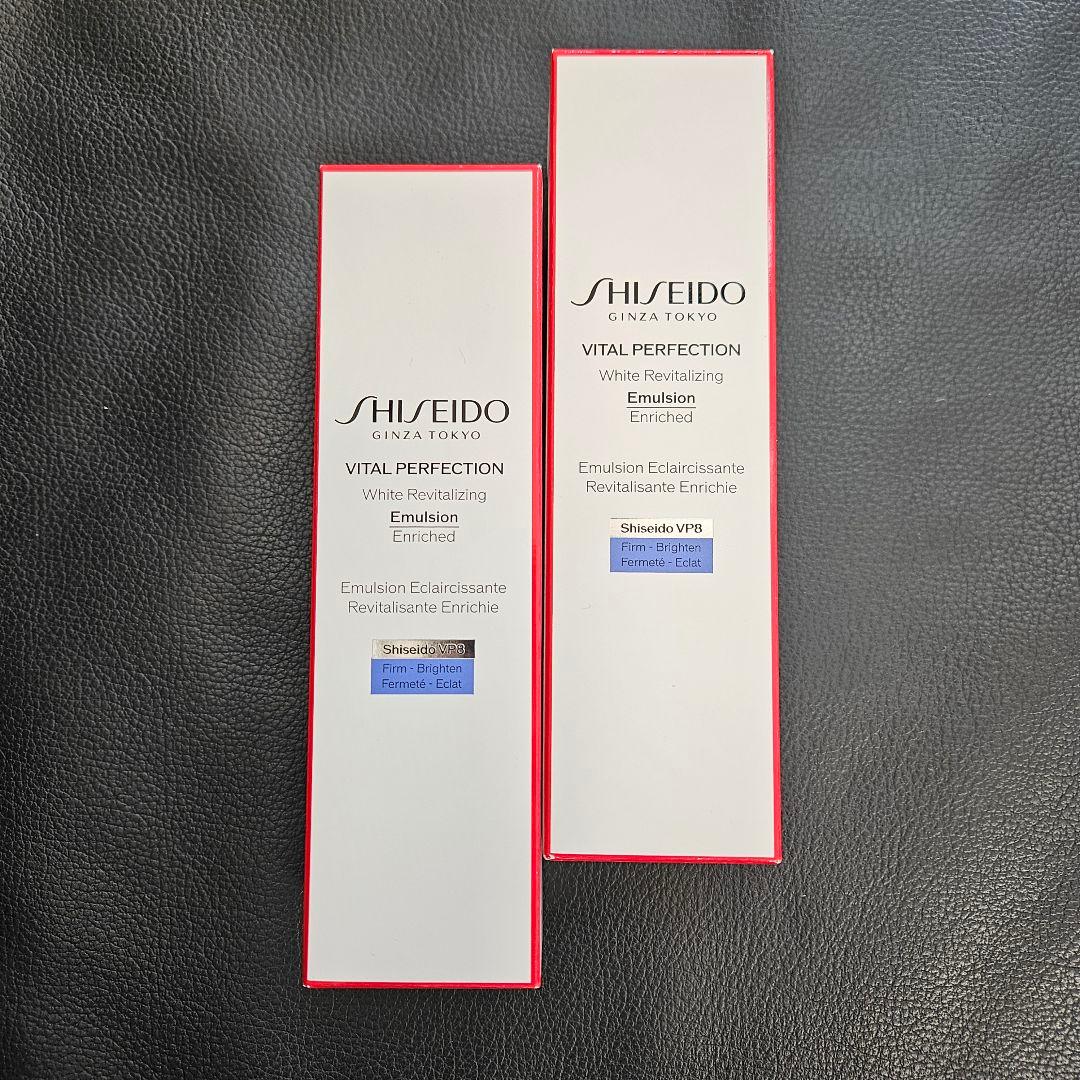 SHISEIDO
GINZA TOKYO
VITAL PERFECTION
White Revitalizing
Emulsion
Enriched
Emulsion Eclaircissante
Revitalisante Enrichie
Shiseido VP8
Firm - Brighten
Fermeté - Eclat
SHISEIDO
GINZA TOKYO
VITAL PERFECTION
White Revitalizing
Emulsion
Enriched
Emulsion Eclaircissante
Revitalisante Enrichie
Shiseido VP8
Firm - Brighten
Fermeté - Eclat